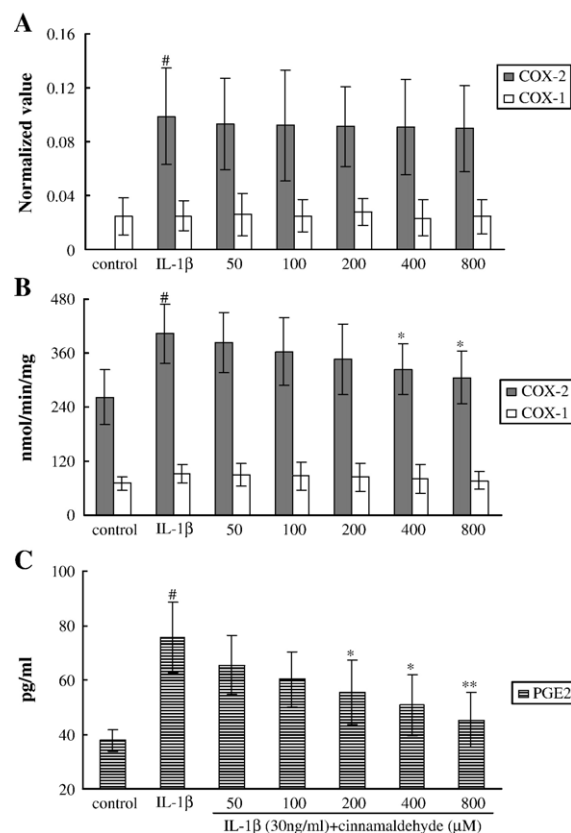 A
0.16
0.12
0.08
0.04
0
Normalized value
#
COX-2
COX-1
control IL-1β 50 100 200 400 800
B
480
360
240
120
0
nmol/min/mg
#
*
*
COX-2
COX-1
control IL-1β 50 100 200 400 800
C
100
80
60
40
20
pg/ml
#
*
*
**
PGE2
control IL-1β 50 100 200 400 800
IL-1β (30ng/ml)+cinnamaldehyde (μM)